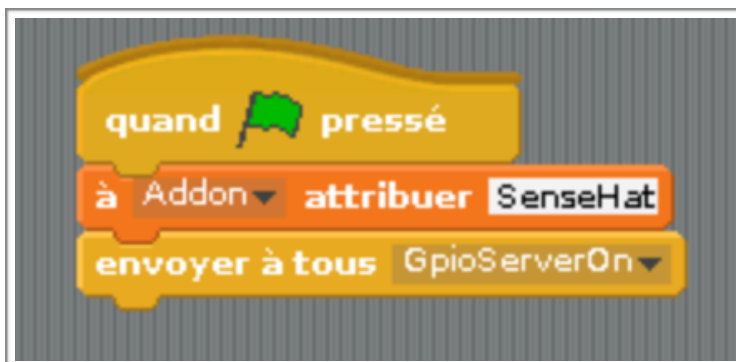 quand pressé
à Addon attribuer SenseHat
envoyer à tous GpioServerOn